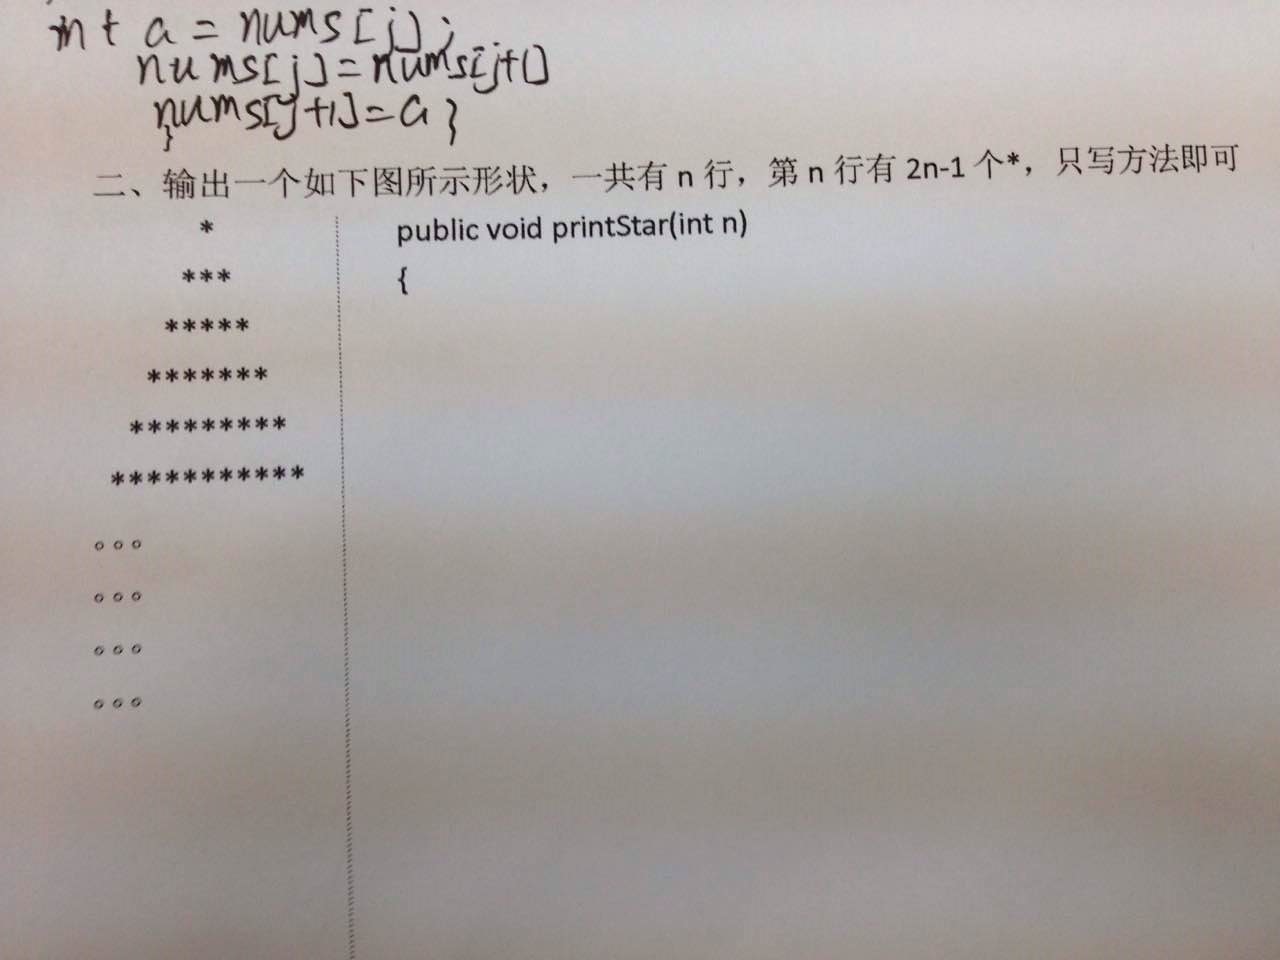 int a = nums[j];
nums[j]=nums[j+1]
nums[j+1]=a }
}
二、输出一个如下图所示形状，一共有 n 行，第 n 行有 2n-1 个*，只写方法即可
* public void printStar(int n)
*** {
*****
*******
*********
***********
。。。
。。。
。。。
。。。